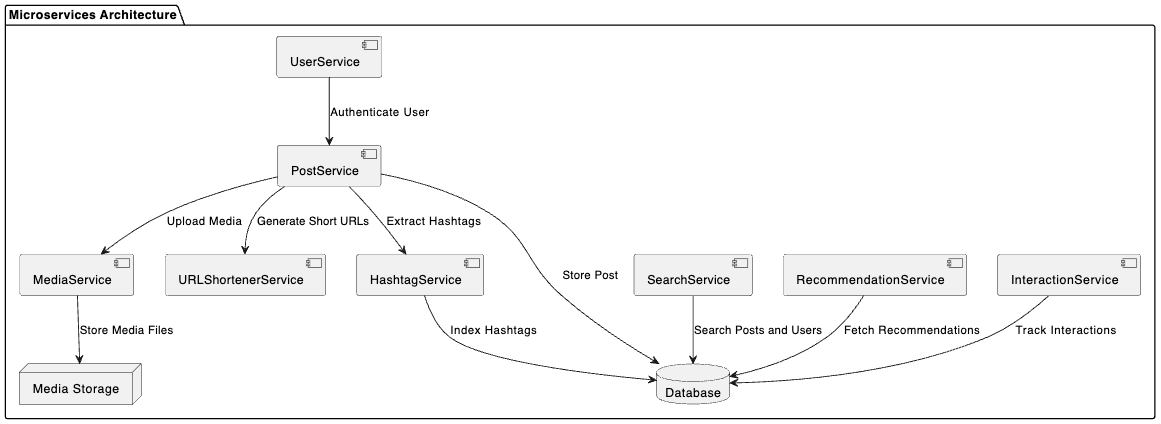 Microservices Architecture
UserService
Authenticate User
PostService
Upload Media
Generate Short URLs
Extract Hashtags
Store Post
MediaService
URLShortenerService
HashtagService
SearchService
RecommendationService
InteractionService
Store Media Files
Index Hashtags
Search Posts and Users
Fetch Recommendations
Track Interactions
Media Storage
Database